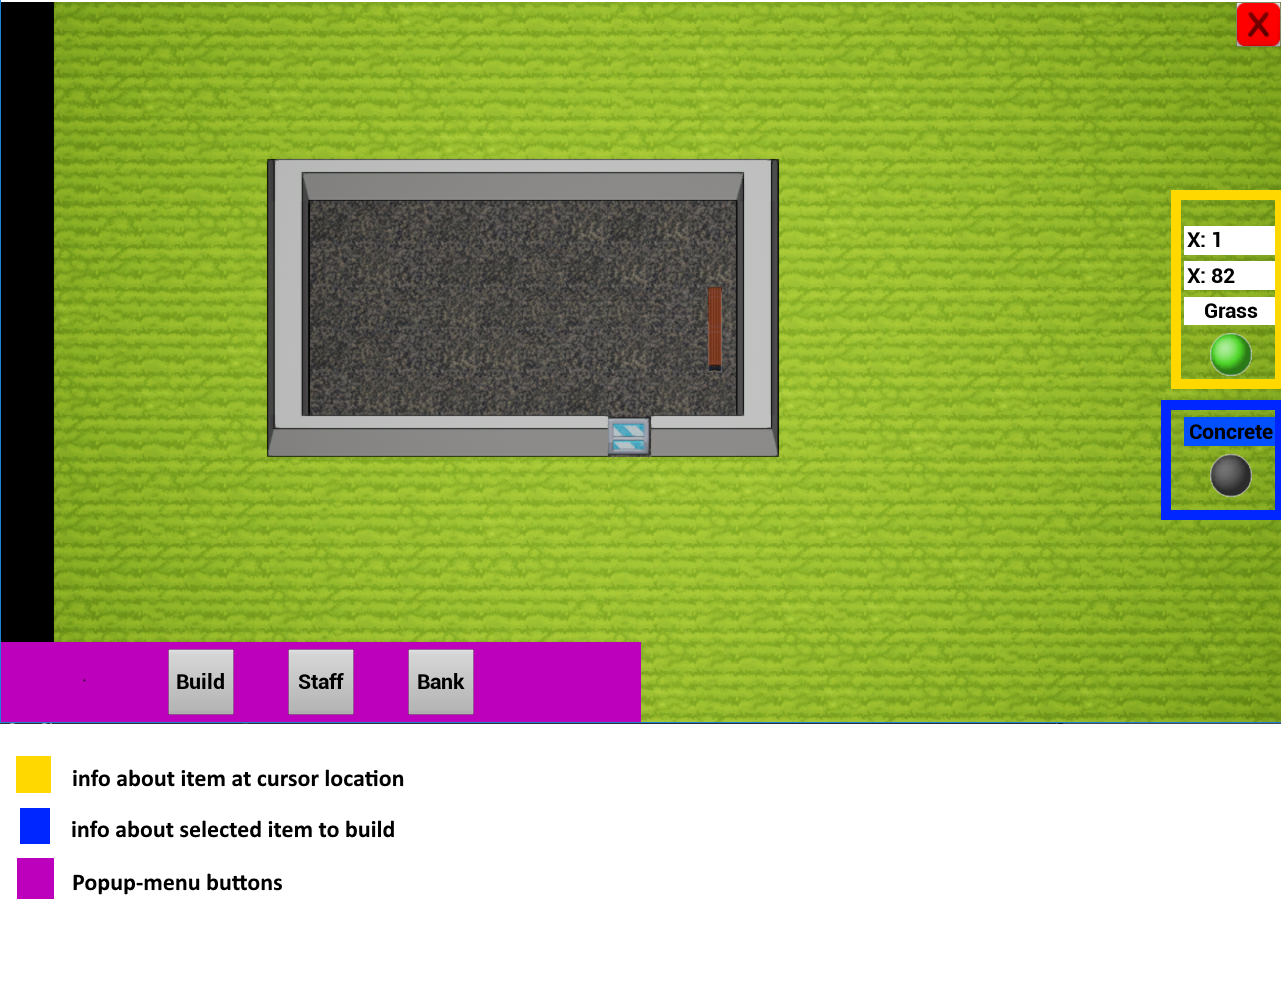 X
X: 1
X: 82
Grass
Concrete
Build
Staff
Bank
info about item at cursor location
info about selected item to build
Popup-menu buttons